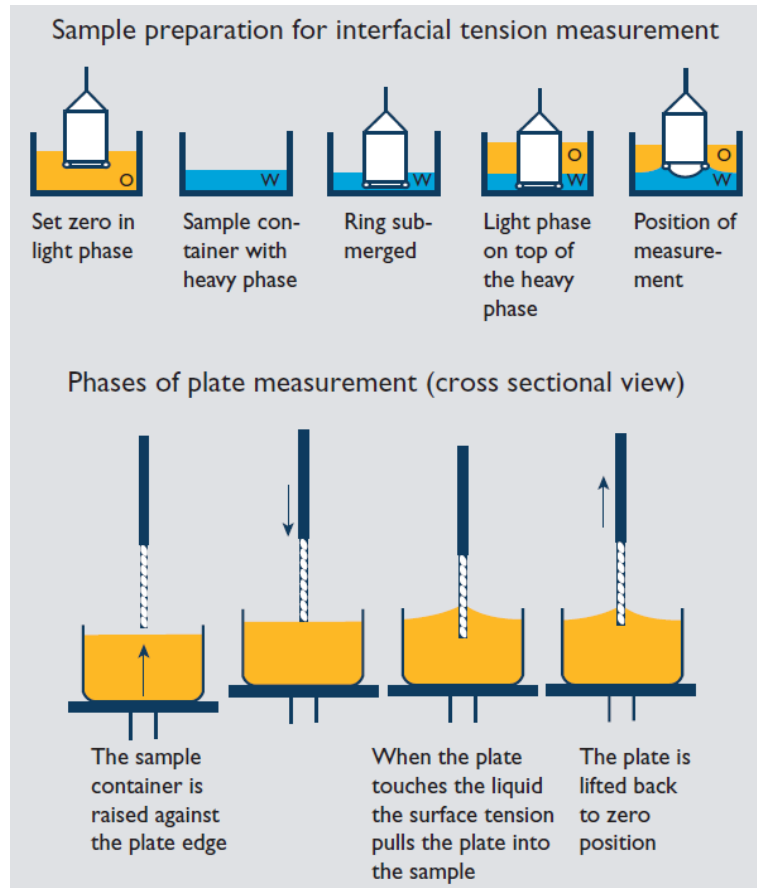 Sample preparation for interfacial tension measurement
O
W
W
O
W
O
W
Set zero in
light phase
Sample con-
tainer with
heavy phase
Ring sub-
merged
Light phase
on top of
the heavy
phase
Position of
measure-
ment
Phases of plate measurement (cross sectional view)
The sample
container is
raised against
the plate edge
When the plate
touches the liquid
the surface tension
pulls the plate into
the sample
The plate is
lifted back
to zero
position